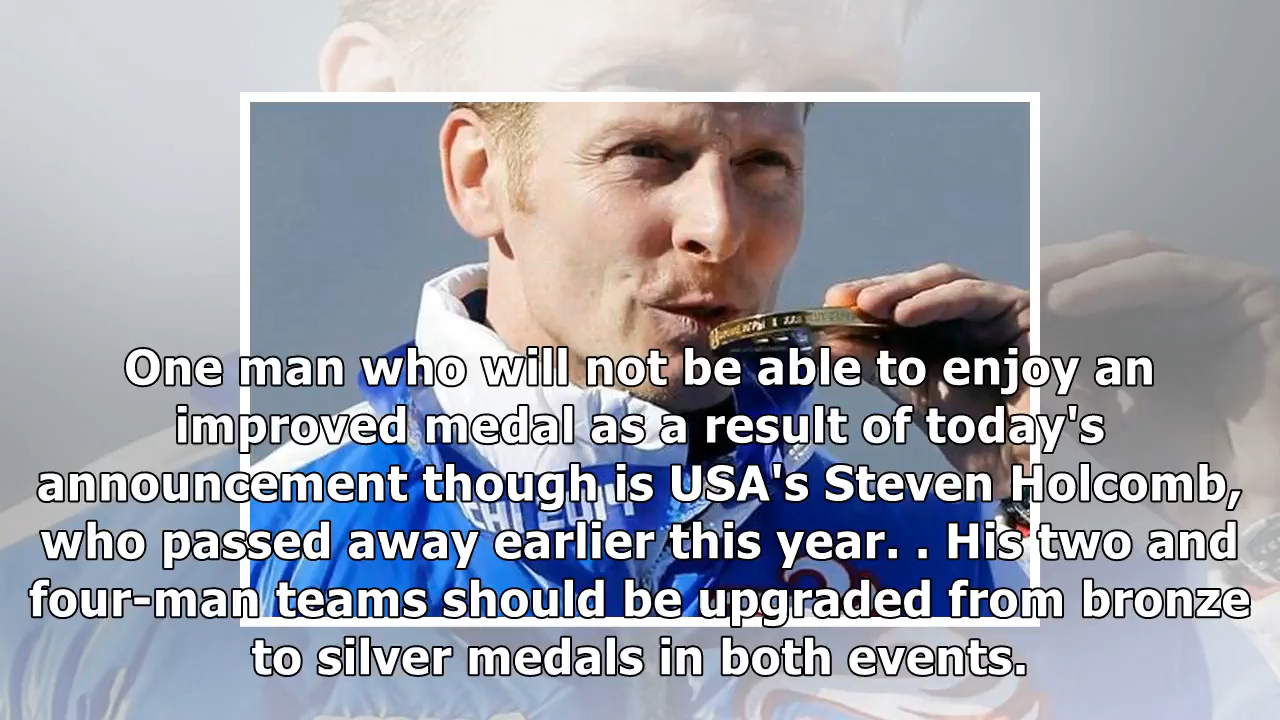 One man who will not be able to enjoy an
improved medal as a result of today's
announcement though is USA's Steven Holcomb,
who passed away earlier this year. . His two and
four-man teams should be upgraded from bronze
to silver medals in both events.